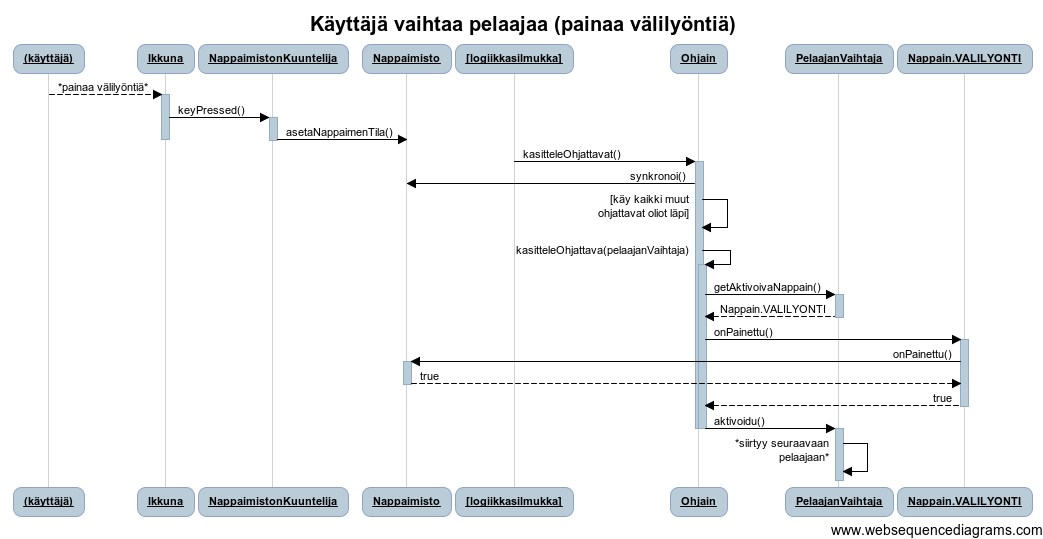 Käyttäjä vaihtaa pelaajaa (painaa välilyöntiä)
(käyttäjä) Ikkuna NappaimistonKuuntelija Nappaimisto [logiikkasilmukka] Ohjain PelaajanVaihtaja Nappain.VALILYONTI
*painaa välilyöntiä*
keyPressed()
asetaNappaimenTila()
kasitteleOhjattavat()
synkronoi()
[käy kaikki muut
ohjattavat oliot läpi]
kasitteleOhjattava(pelaajanVaihtaja)
getAktivoivaNappain()
Nappain.VALILYONTI
onPainettu()
onPainettu()
true
true
aktivoidu()
*siirtyy seuraavaan
pelaajaan*
(käyttäjä) Ikkuna NappaimistonKuuntelija Nappaimisto [logiikkasilmukka] Ohjain PelaajanVaihtaja Nappain.VALILYONTI
www.websequencediagrams.com